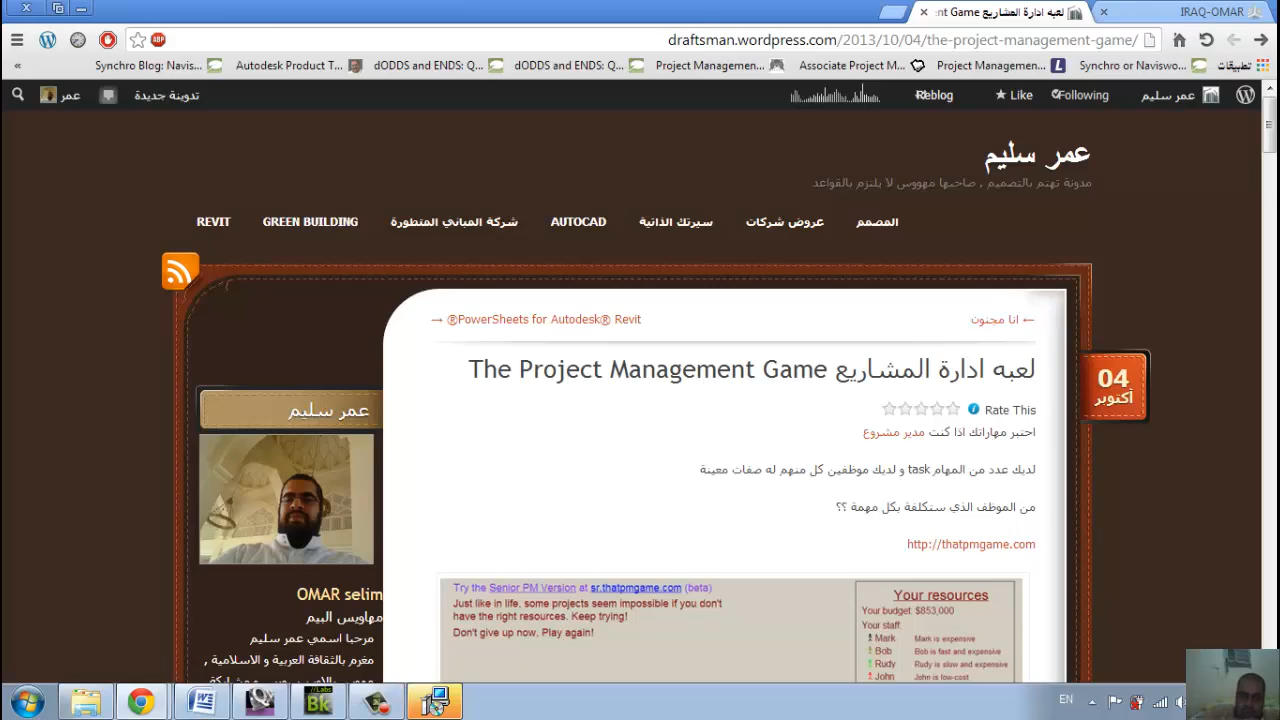 لعبه ادارة المشاريع The Project Management Game
IRAQ-OMAR
draftsman.wordpress.com/2013/10/04/the-project-management-game/
« Synchro Blog: Navis... Autodesk Product T... dODDS and ENDS: Q... dODDS and ENDS: Q... Project Managemen... Associate Project M... Project Managemen... Synchro or Naviswo... تطبيقات
عمر تدوينة جديدة Reblog Like Following عمر سليم
عمر سليم
مدونة تهتم بالتصميم , صاحبها مهووس لا يلتزم بالقواعد
المصمم عروض شركات سيرتك الذاتية AUTOCAD شركة المباني المتطورة GREEN BUILDING REVIT
← انا مجنون
PowerSheets for Autodesk® Revit® →
لعبه ادارة المشاريع The Project Management Game
04
أكتوبر
Rate This
احتبر مهاراتك اذا كنت مدير مشروع
لديك عدد من المهام task و لديك موظفين كل منهم له صفات معينة
من الموظف الذي ستكلفة بكل مهمة ؟؟
http://thatpmgame.com
Try the Senior PM Version at sr.thatpmgame.com (beta)
Just like in life, some projects seem impossible if you don't
have the right resources. Keep trying!
Don't give up now, Play again!
Your resources
Your budget: $853,000
Your staff:
Mark Mark is expensive
Bob Bob is fast and expensive
Rudy Rudy is slow and expensive
John John is low-cost
عمر سليم
OMAR selim
مهاويس البيم
مرحبا اسمي عمر سليم
مغرم بالثقافة العربية و الاسلامية ,
EN